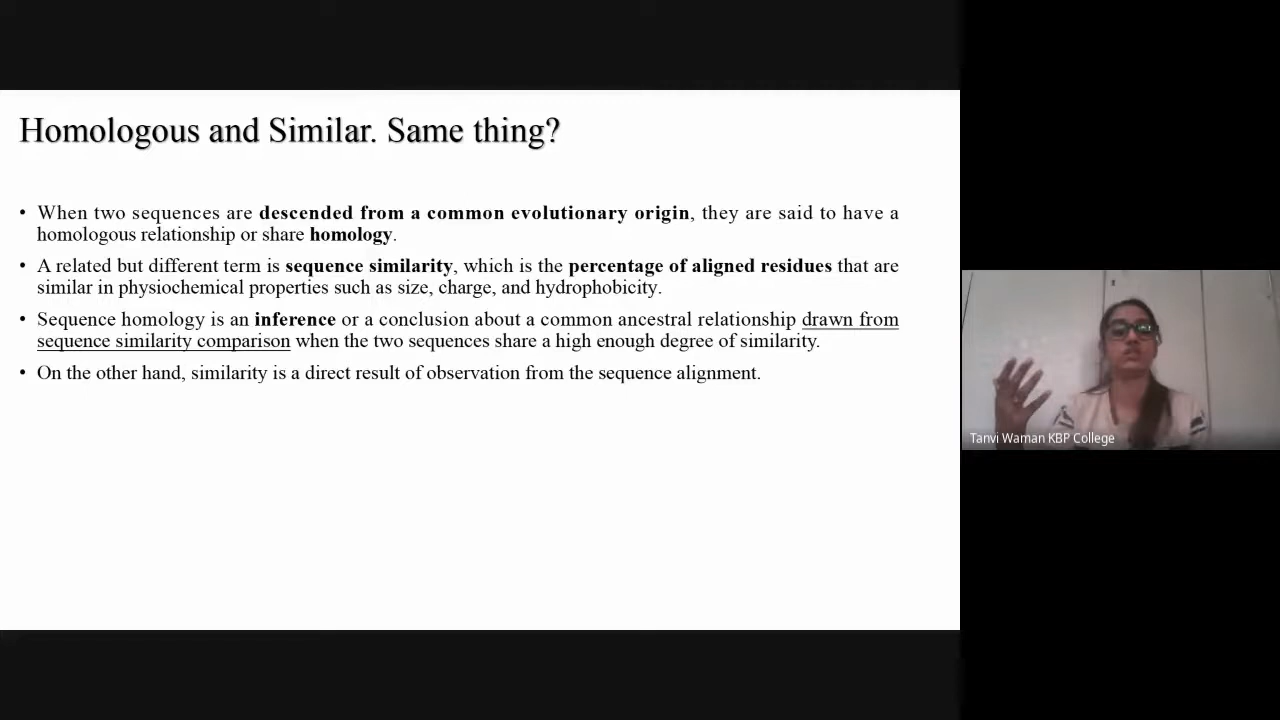 Homologous and Similar. Same thing?
• When two sequences are descended from a common evolutionary origin, they are said to have a
homologous relationship or share homology.
• A related but different term is sequence similarity, which is the percentage of aligned residues that are
similar in physiochemical properties such as size, charge, and hydrophobicity.
• Sequence homology is an inference or a conclusion about a common ancestral relationship drawn from
sequence similarity comparison when the two sequences share a high enough degree of similarity.
• On the other hand, similarity is a direct result of observation from the sequence alignment.
Tanvi Waman KBP College